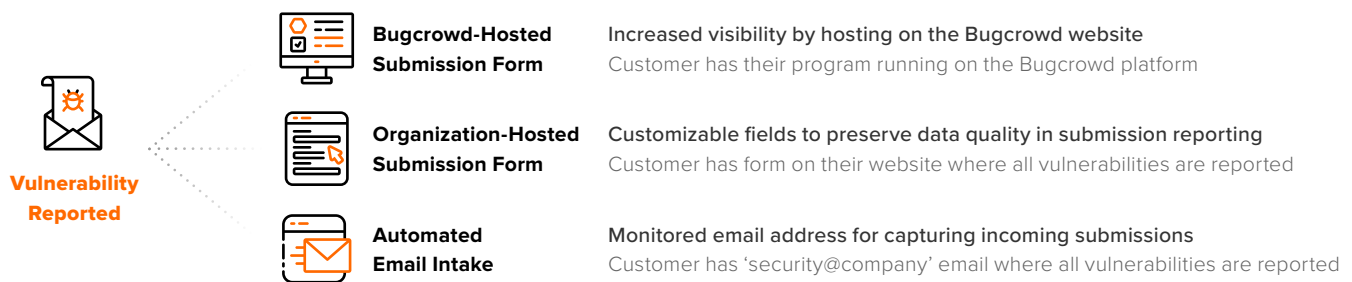 Vulnerability
Reported
Bugcrowd-Hosted
Submission Form
Increased visibility by hosting on the Bugcrowd website
Customer has their program running on the Bugcrowd platform
Organization-Hosted
Submission Form
Customizable fields to preserve data quality in submission reporting
Customer has form on their website where all vulnerabilities are reported
Automated
Email Intake
Monitored email address for capturing incoming submissions
Customer has ‘security@company’ email where all vulnerabilities are reported